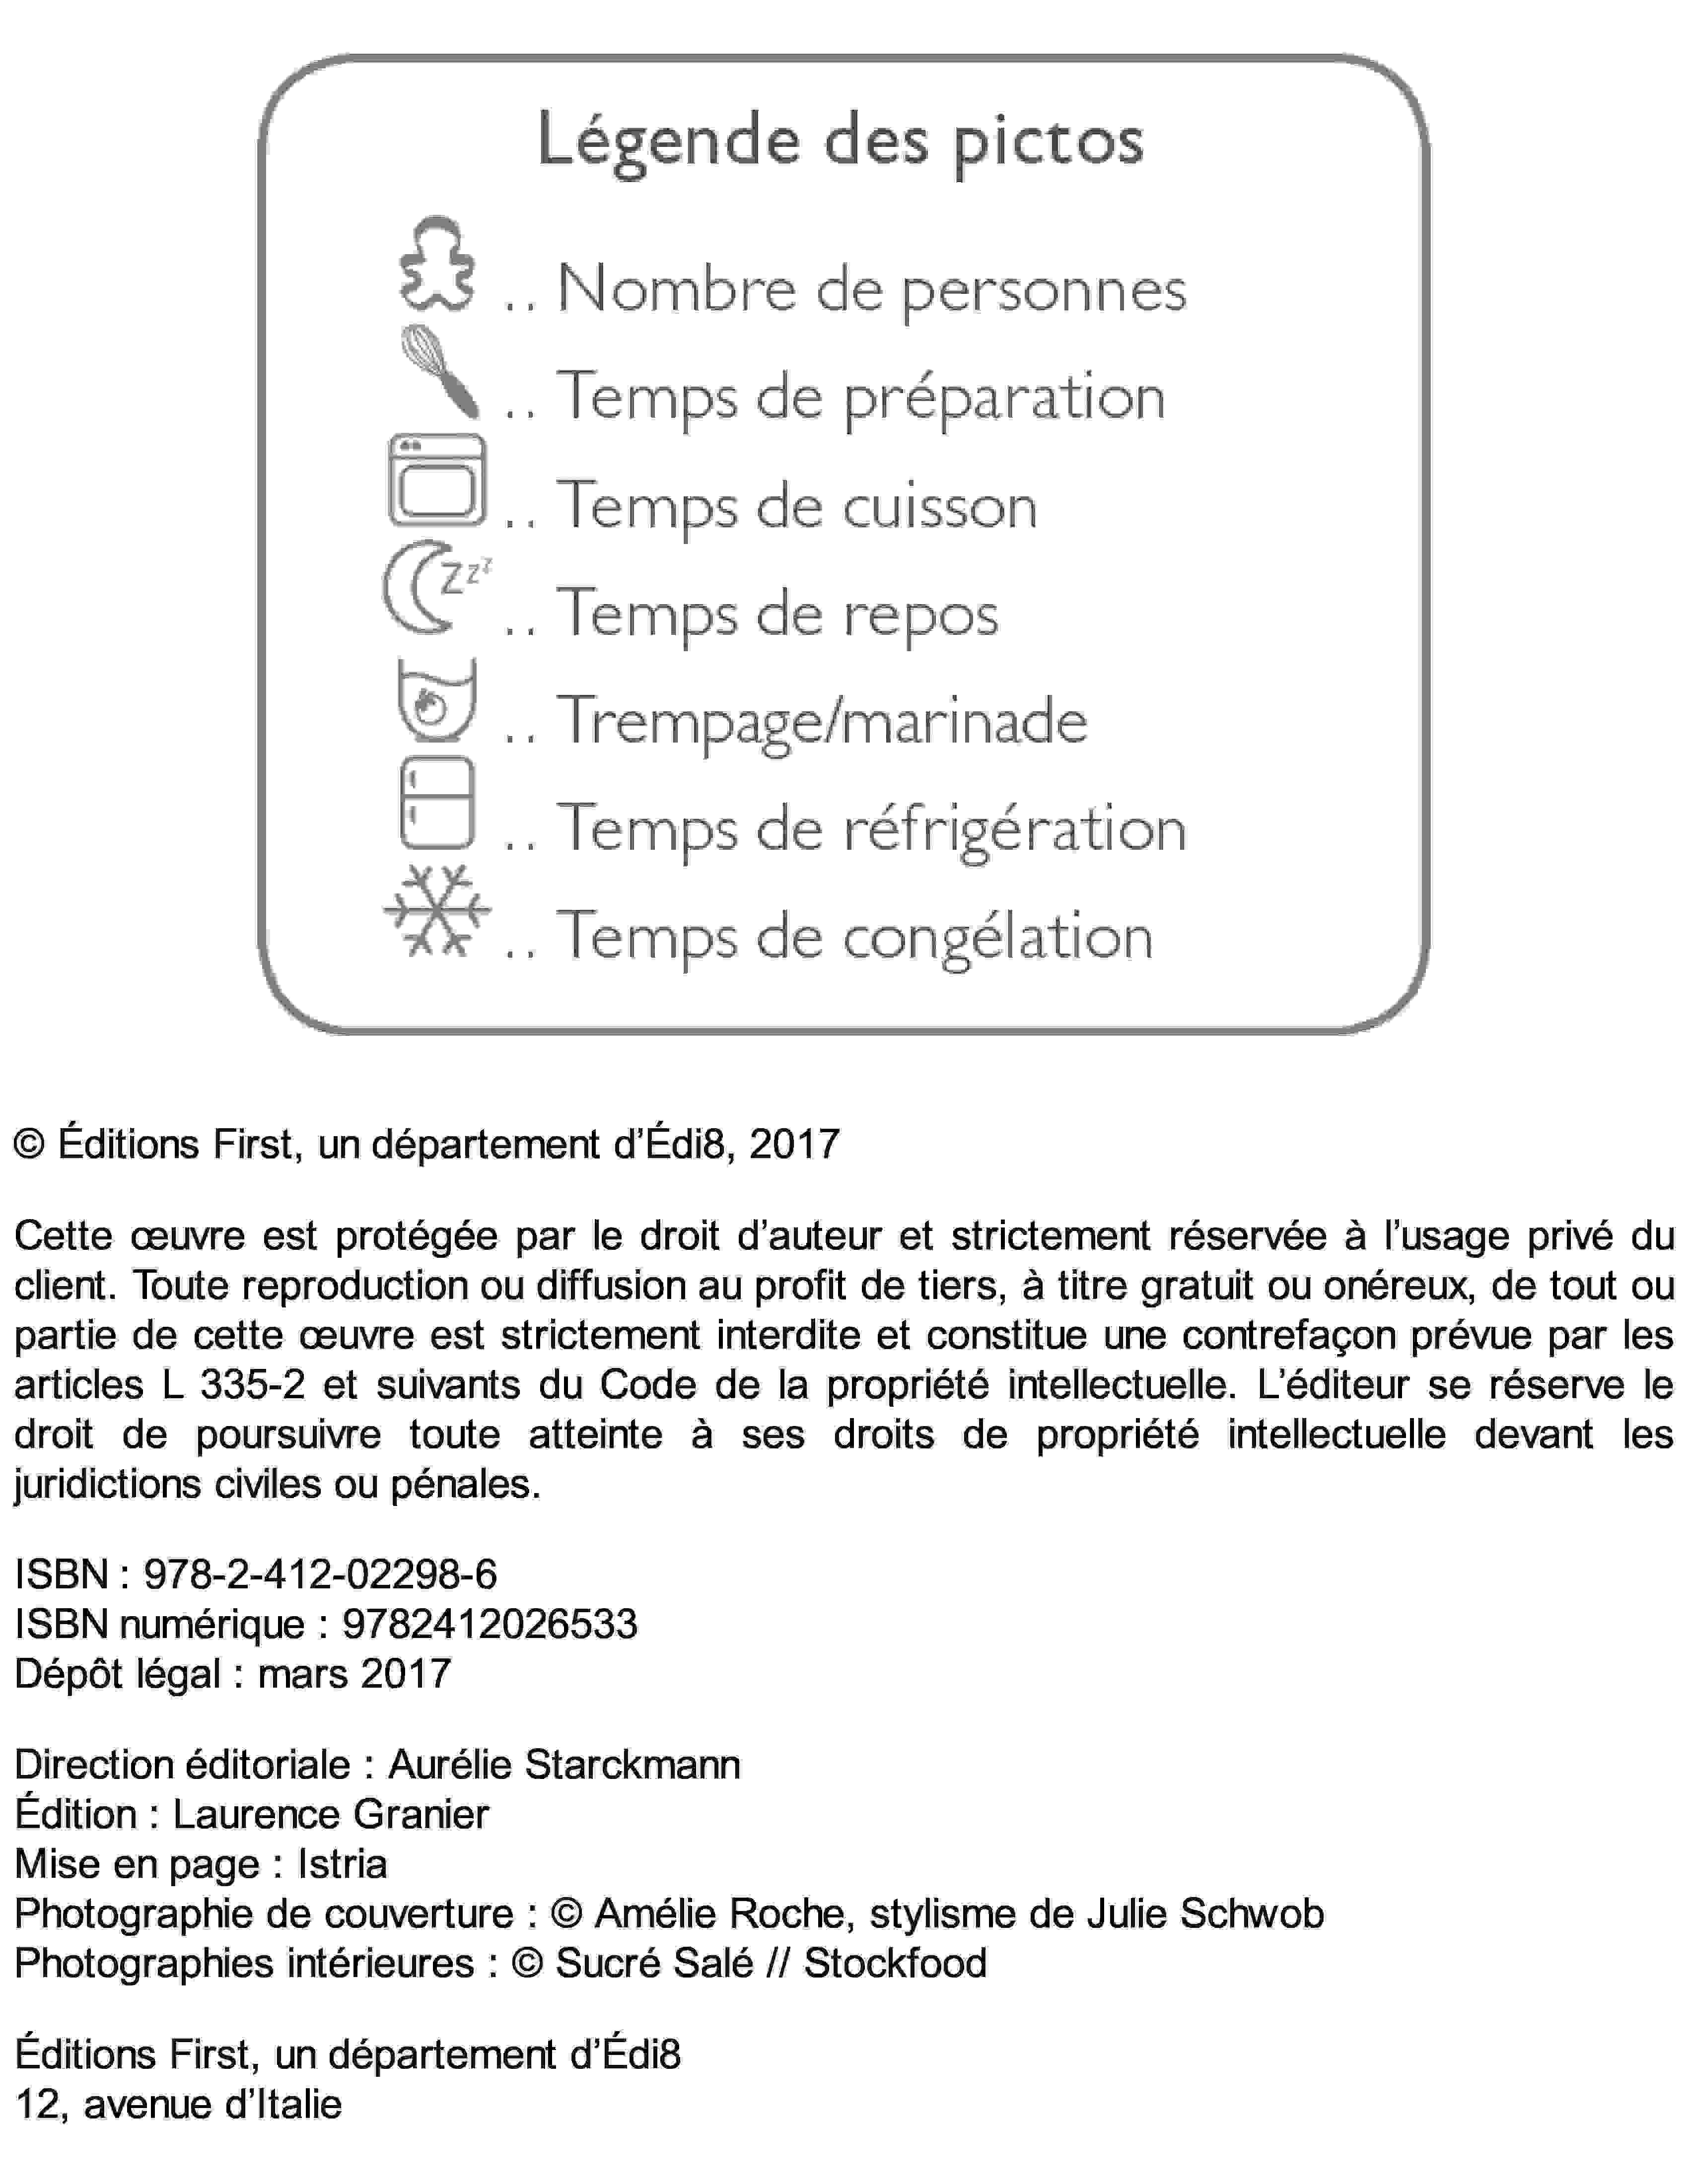 Légende des pictos
.. Nombre de personnes
.. Temps de préparation
.. Temps de cuisson
zzz .. Temps de repos
.. Trempage/marinade
.. Temps de réfrigération
.. Temps de congélation
© Éditions First, un département d’Édi8, 2017
Cette œuvre est protégée par le droit d’auteur et strictement réservée à l’usage privé du
client. Toute reproduction ou diffusion au profit de tiers, à titre gratuit ou onéreux, de tout ou
partie de cette œuvre est strictement interdite et constitue une contrefaçon prévue par les
articles L 335-2 et suivants du Code de la propriété intellectuelle. L’éditeur se réserve le
droit de poursuivre toute atteinte à ses droits de propriété intellectuelle devant les
juridictions civiles ou pénales.
ISBN : 978-2-412-02298-6
ISBN numérique : 9782412026533
Dépôt légal : mars 2017
Direction éditoriale : Aurélie Starckmann
Édition : Laurence Granier
Mise en page : Istria
Photographie de couverture : © Amélie Roche, stylisme de Julie Schwob
Photographies intérieures : © Sucré Salé // Stockfood
Éditions First, un département d’Édi8
12, avenue d’Italie